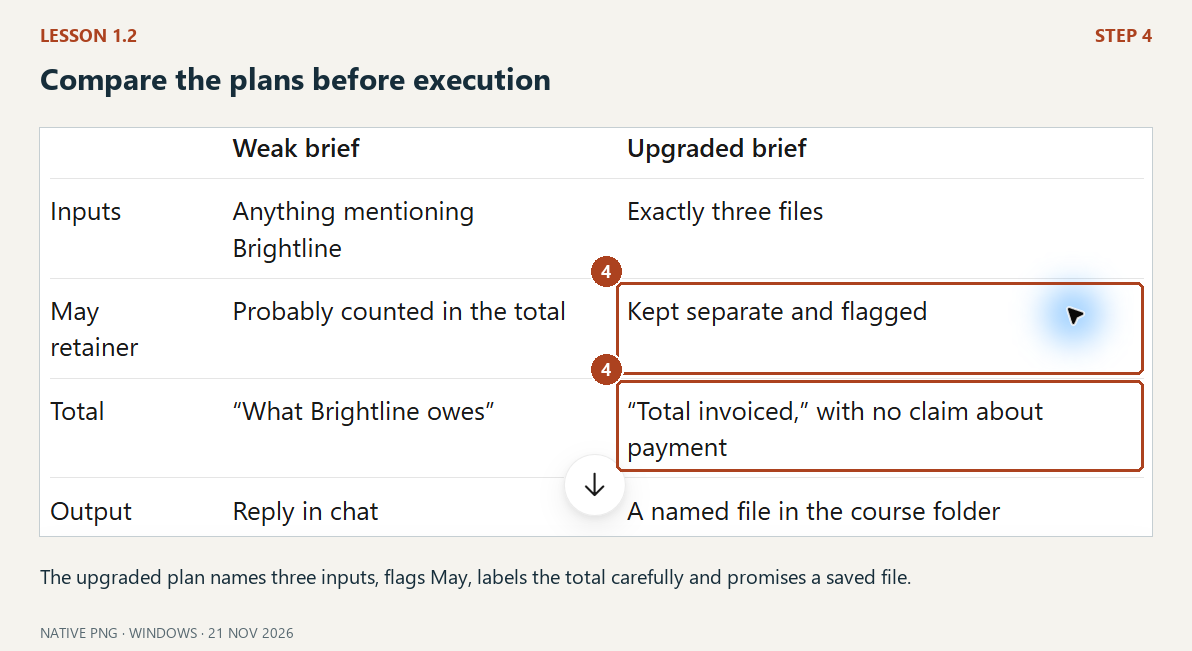 LESSON 1.2
STEP 4
Compare the plans before execution
Weak brief
Upgraded brief
Inputs
Anything mentioning
Brightline
Exactly three files
4
May
retainer
Probably counted in the total
Kept separate and flagged
4
Total
“What Brightline owes”
“Total invoiced,” with no claim about
payment
Output
Reply in chat
A named file in the course folder
The upgraded plan names three inputs, flags May, labels the total carefully and promises a saved file.
NATIVE PNG · WINDOWS · 21 NOV 2026